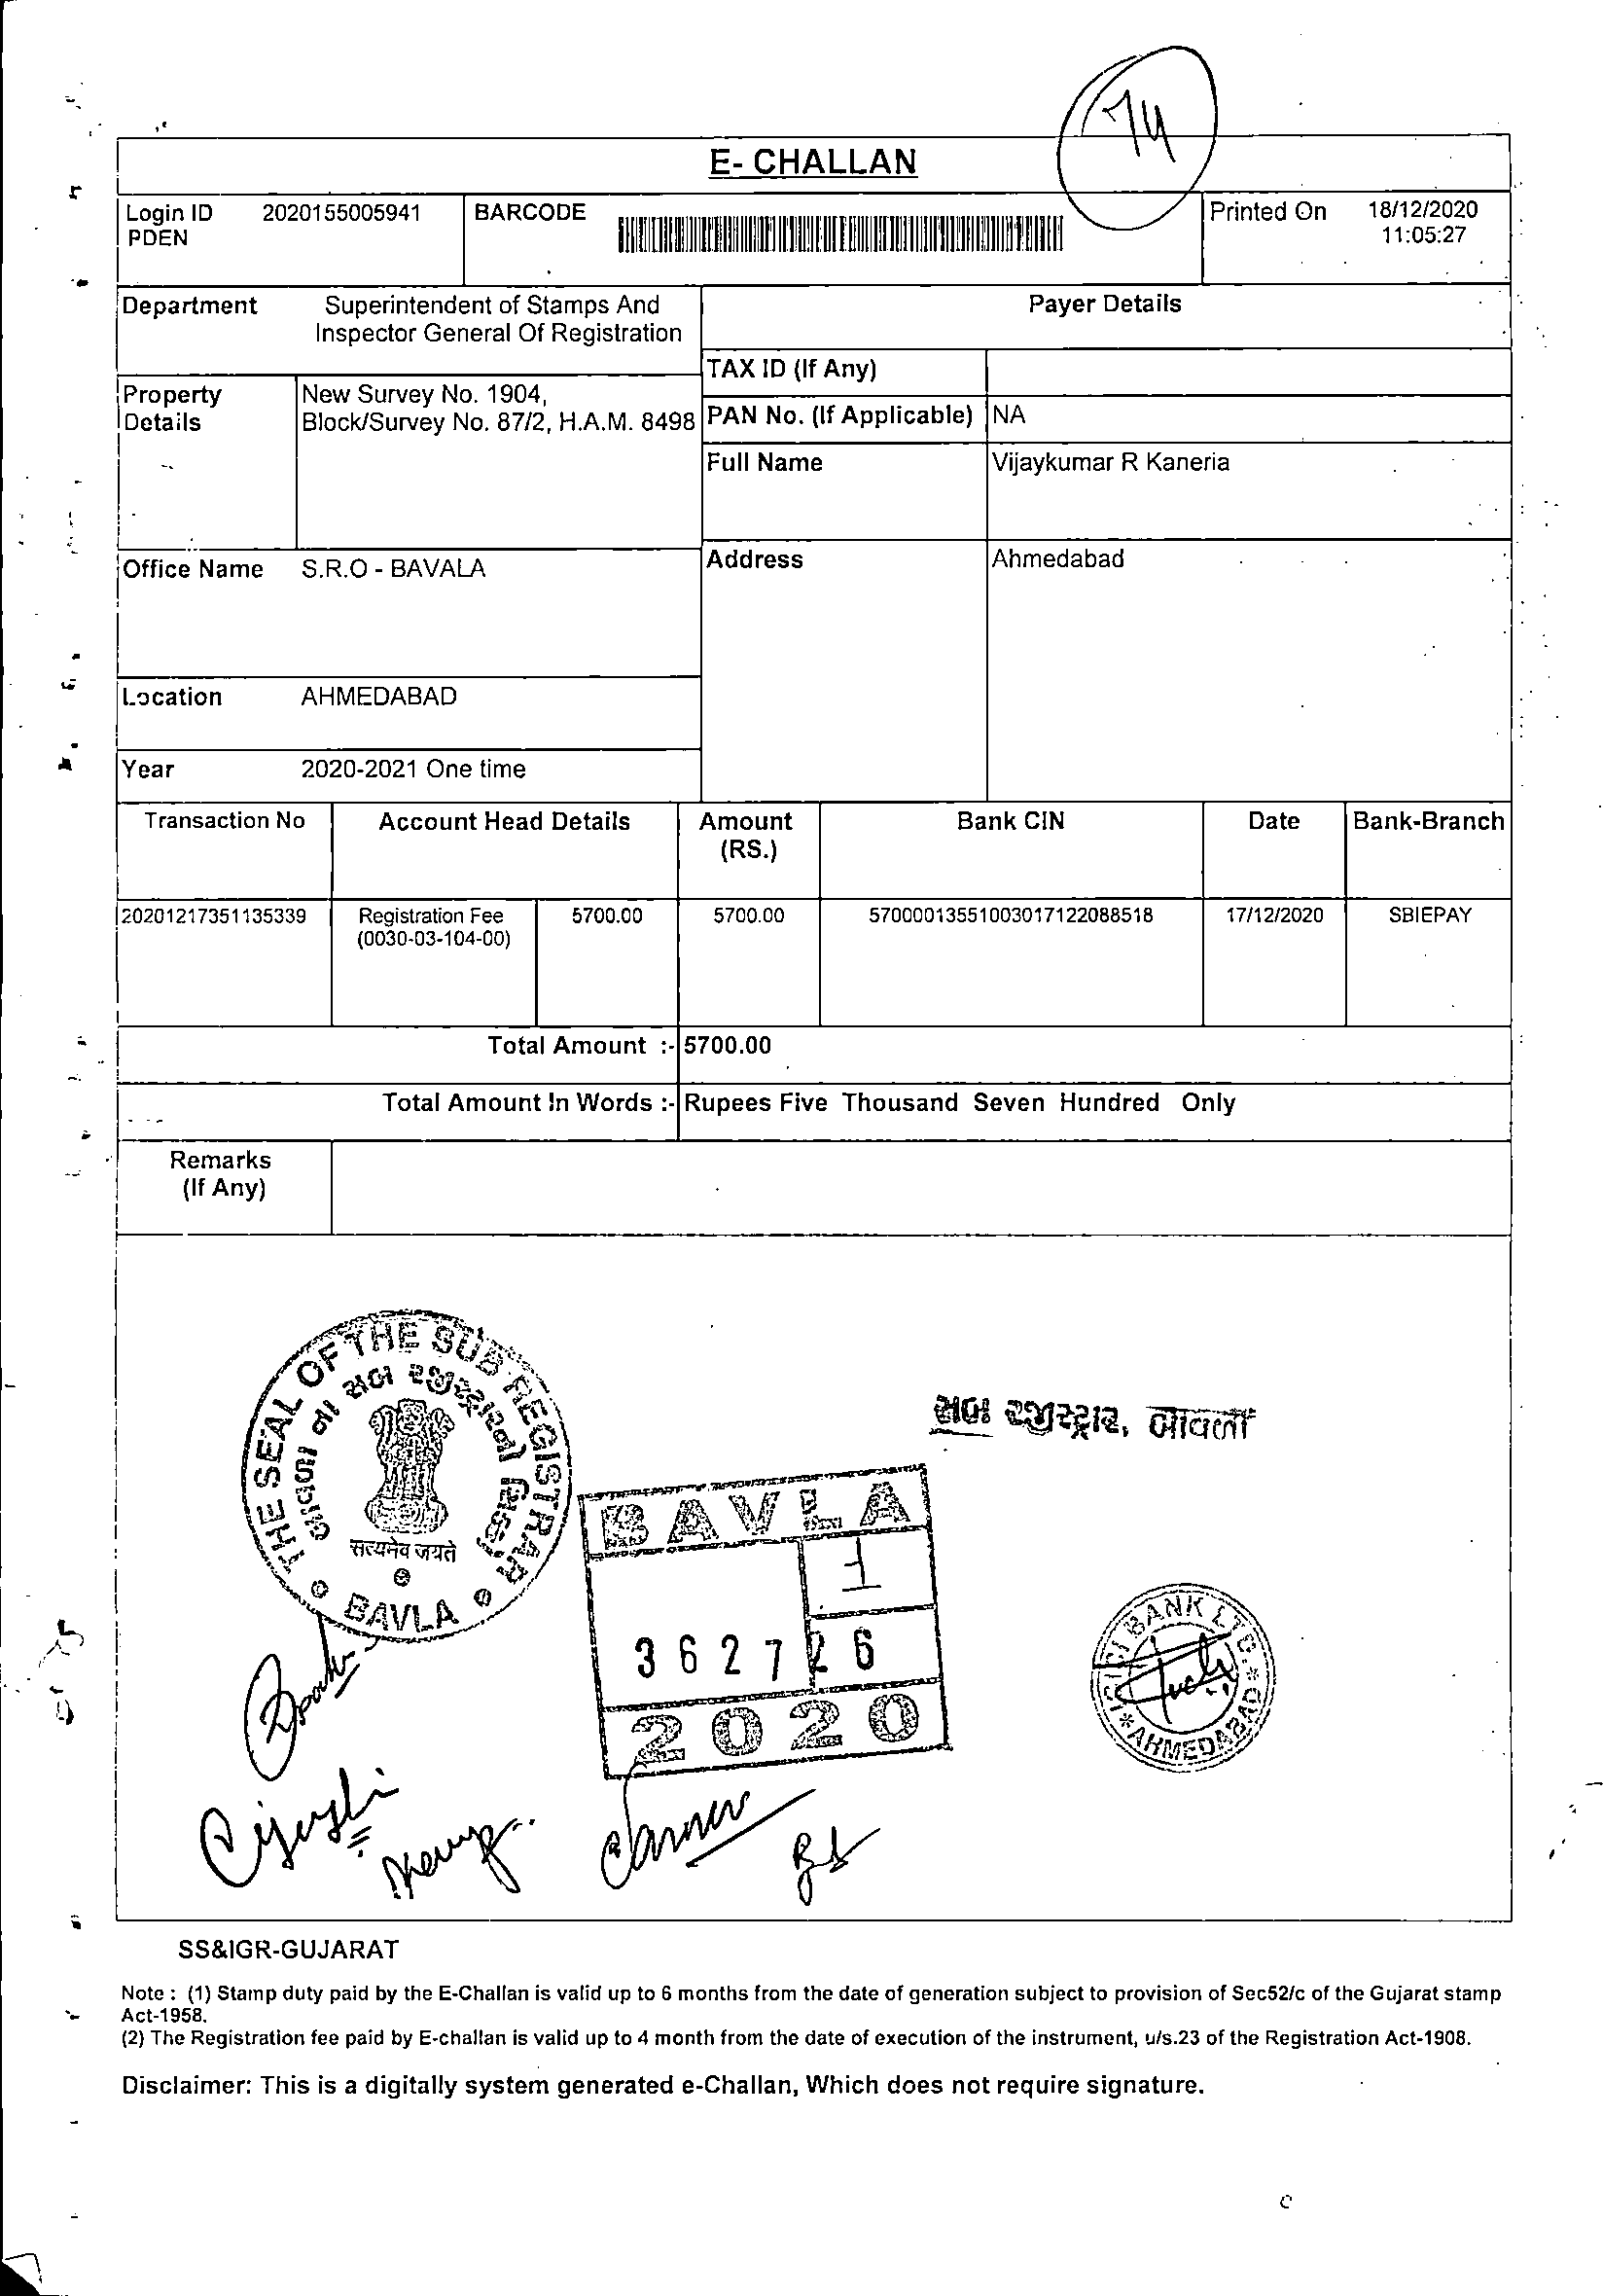 E- CHALLAN
Login ID 2020155005941 BARCODE Printed On 18/12/2020
PDEN 11:05:27
Department Superintendent of Stamps And
Inspector General Of Registration
Payer Details
TAX ID (If Any)
Property Details New Survey No. 1904,
Block/Survey No. 87/2, H.A.M. 8498
PAN No. (If Applicable) NA
Full Name Vijaykumar R Kaneria
Office Name S.R.O - BAVALA
Address Ahmedabad
Location AHMEDABAD
Year 2020-2021 One time
Transaction No Account Head Details Amount (RS.) Bank CIN Date Bank-Branch
20201217351135339 Registration Fee 5700.00 5700.00 57000013551003017122088518 17/12/2020 SBIEPAY
(0030-03-104-00)
Total Amount :- 5700.00
Total Amount In Words :- Rupees Five Thousand Seven Hundred Only
Remarks
(If Any)
THE SEAL OF THE SUB REGISTRAR
બાવળા ના સબ રજીસ્ટ્રારનો સિક્કો
सत्यमेव जयते
BAVLA
સબ રજીસ્ટ્રાર, બાવળા
BAVLA
1
3627 26
2020
ICICI BANK LTD.
AHMEDABAD
SS&IGR-GUJARAT
Note : (1) Stamp duty paid by the E-Challan is valid up to 6 months from the date of generation subject to provision of Sec52/c of the Gujarat stamp
Act-1958.
(2) The Registration fee paid by E-challan is valid up to 4 month from the date of execution of the instrument, u/s.23 of the Registration Act-1908.
Disclaimer: This is a digitally system generated e-Challan, Which does not require signature.